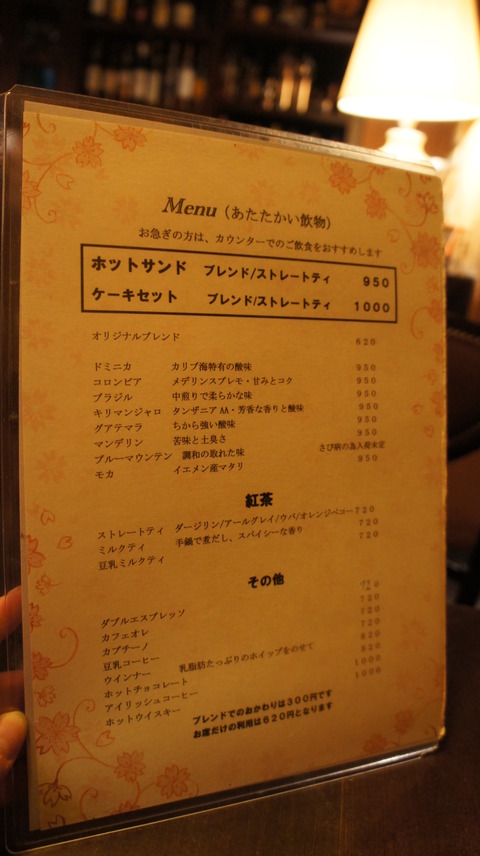 Menu (あたたかい飲物)
お急ぎの方は、カウンターでのご飲食をおすすめします
ホットサンド ブレンド/ストレートティ 950
ケーキセット ブレンド/ストレートティ 1000
オリジナルブレンド 620
ドミニカ カリブ海特有の酸味 950
コロンビア メデリンスプレモ・甘みとコク 950
ブラジル 中煎りで柔らかな味 950
キリマンジャロ タンザニアAA・芳香な香りと酸味 950
グアテマラ ちから強い酸味 950
マンデリン 苦味と土臭さ 950
ブルーマウンテン 調和の取れた味 さび病の為入荷未定
モカ イエメン産マタリ 950
紅茶
ストレートティ ダージリン/アールグレイ/ウバ/オレンジペコー 720
ミルクティ 手鍋で煮だし、スパイシーな香り 720
豆乳ミルクティ 720
その他
ダブルエスプレッソ 720
カフェオレ 720
カプチーノ 720
豆乳コーヒー 720
ウインナー 乳脂肪たっぷりのホイップをのせて 820
ホットチョコレート 820
アイリッシュコーヒー 1000
ホットウイスキー 1000
ブレンドでのおかわりは300円です
お席だけの利用は620円となります